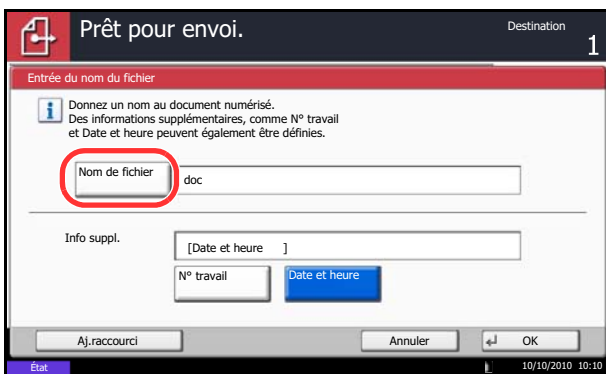 Prêt pour envoi.
Destination
1
Entrée du nom du fichier
Donnez un nom au document numérisé.
Des informations supplémentaires, comme N° travail
et Date et heure peuvent également être définies.
Nom de fichier
doc
Info suppl.
[Date et heure ]
N° travail
Date et heure
Aj.raccourci
Annuler
OK
État
10/10/2010 10:10